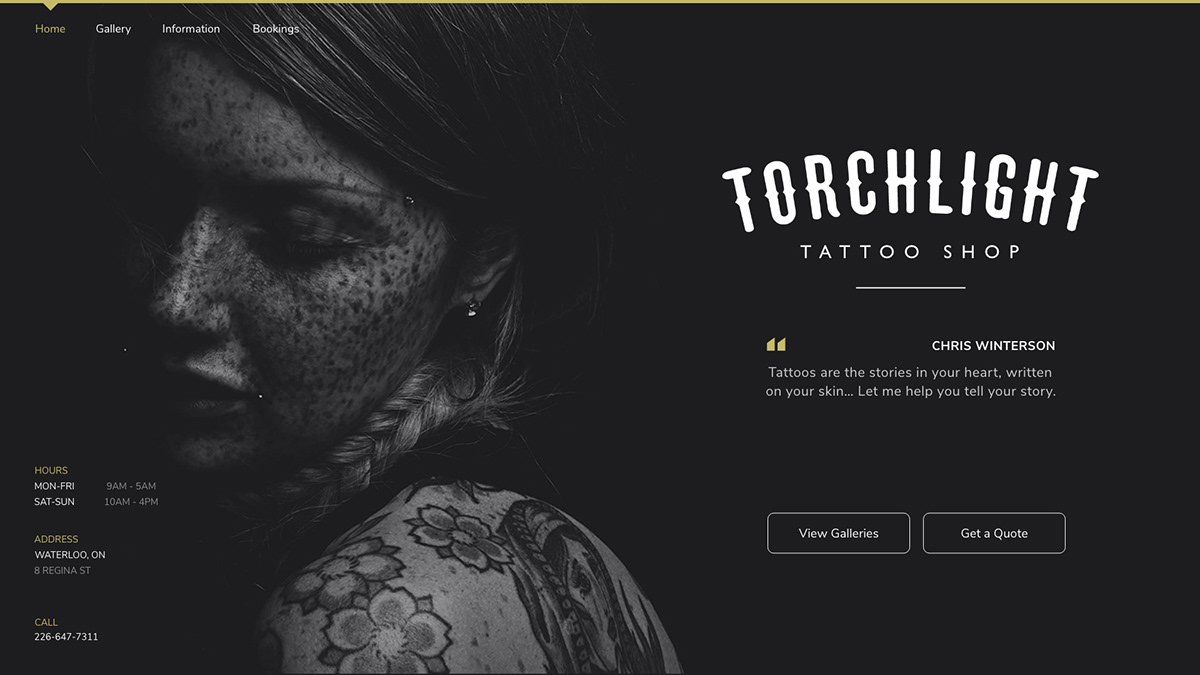 Home Gallery Information Bookings
TORCHLIGHT
TATTOO SHOP
CHRIS WINTERSON
Tattoos are the stories in your heart, written
on your skin... Let me help you tell your story.
View Galleries Get a Quote
HOURS
MON-FRI 9AM - 5AM
SAT-SUN 10AM - 4PM
ADDRESS
WATERLOO, ON
8 REGINA ST
CALL
226-647-7311